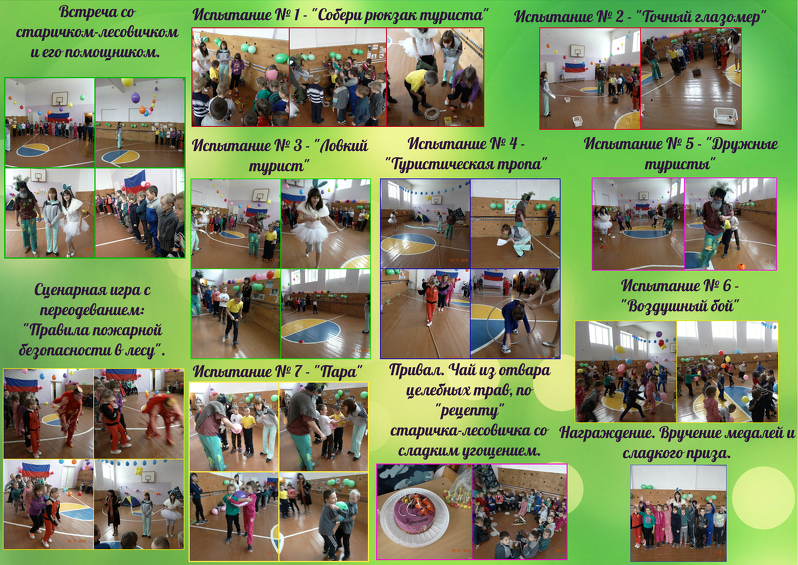 Встреча со
старичком-лесовичком
и его помощником.
Испытание № 1 - "Собери рюкзак туриста"
Испытание № 2 - "Точный глазомер"
Испытание № 3 - "Ловкий
турист"
Испытание № 4 -
"Туристическая тропа"
Испытание № 5 - "Дружные
туристы"
Сценарная игра с
переодеванием:
"Правила пожарной
безопасности в лесу".
Испытание № 6 -
"Воздушный бой"
Испытание № 7 - "Пара"
Привал. Чай из отвара
целебных трав, по
"рецепту"
старичка-лесовичка со
сладким угощением.
Награждение. Вручение медалей и
сладкого приза.